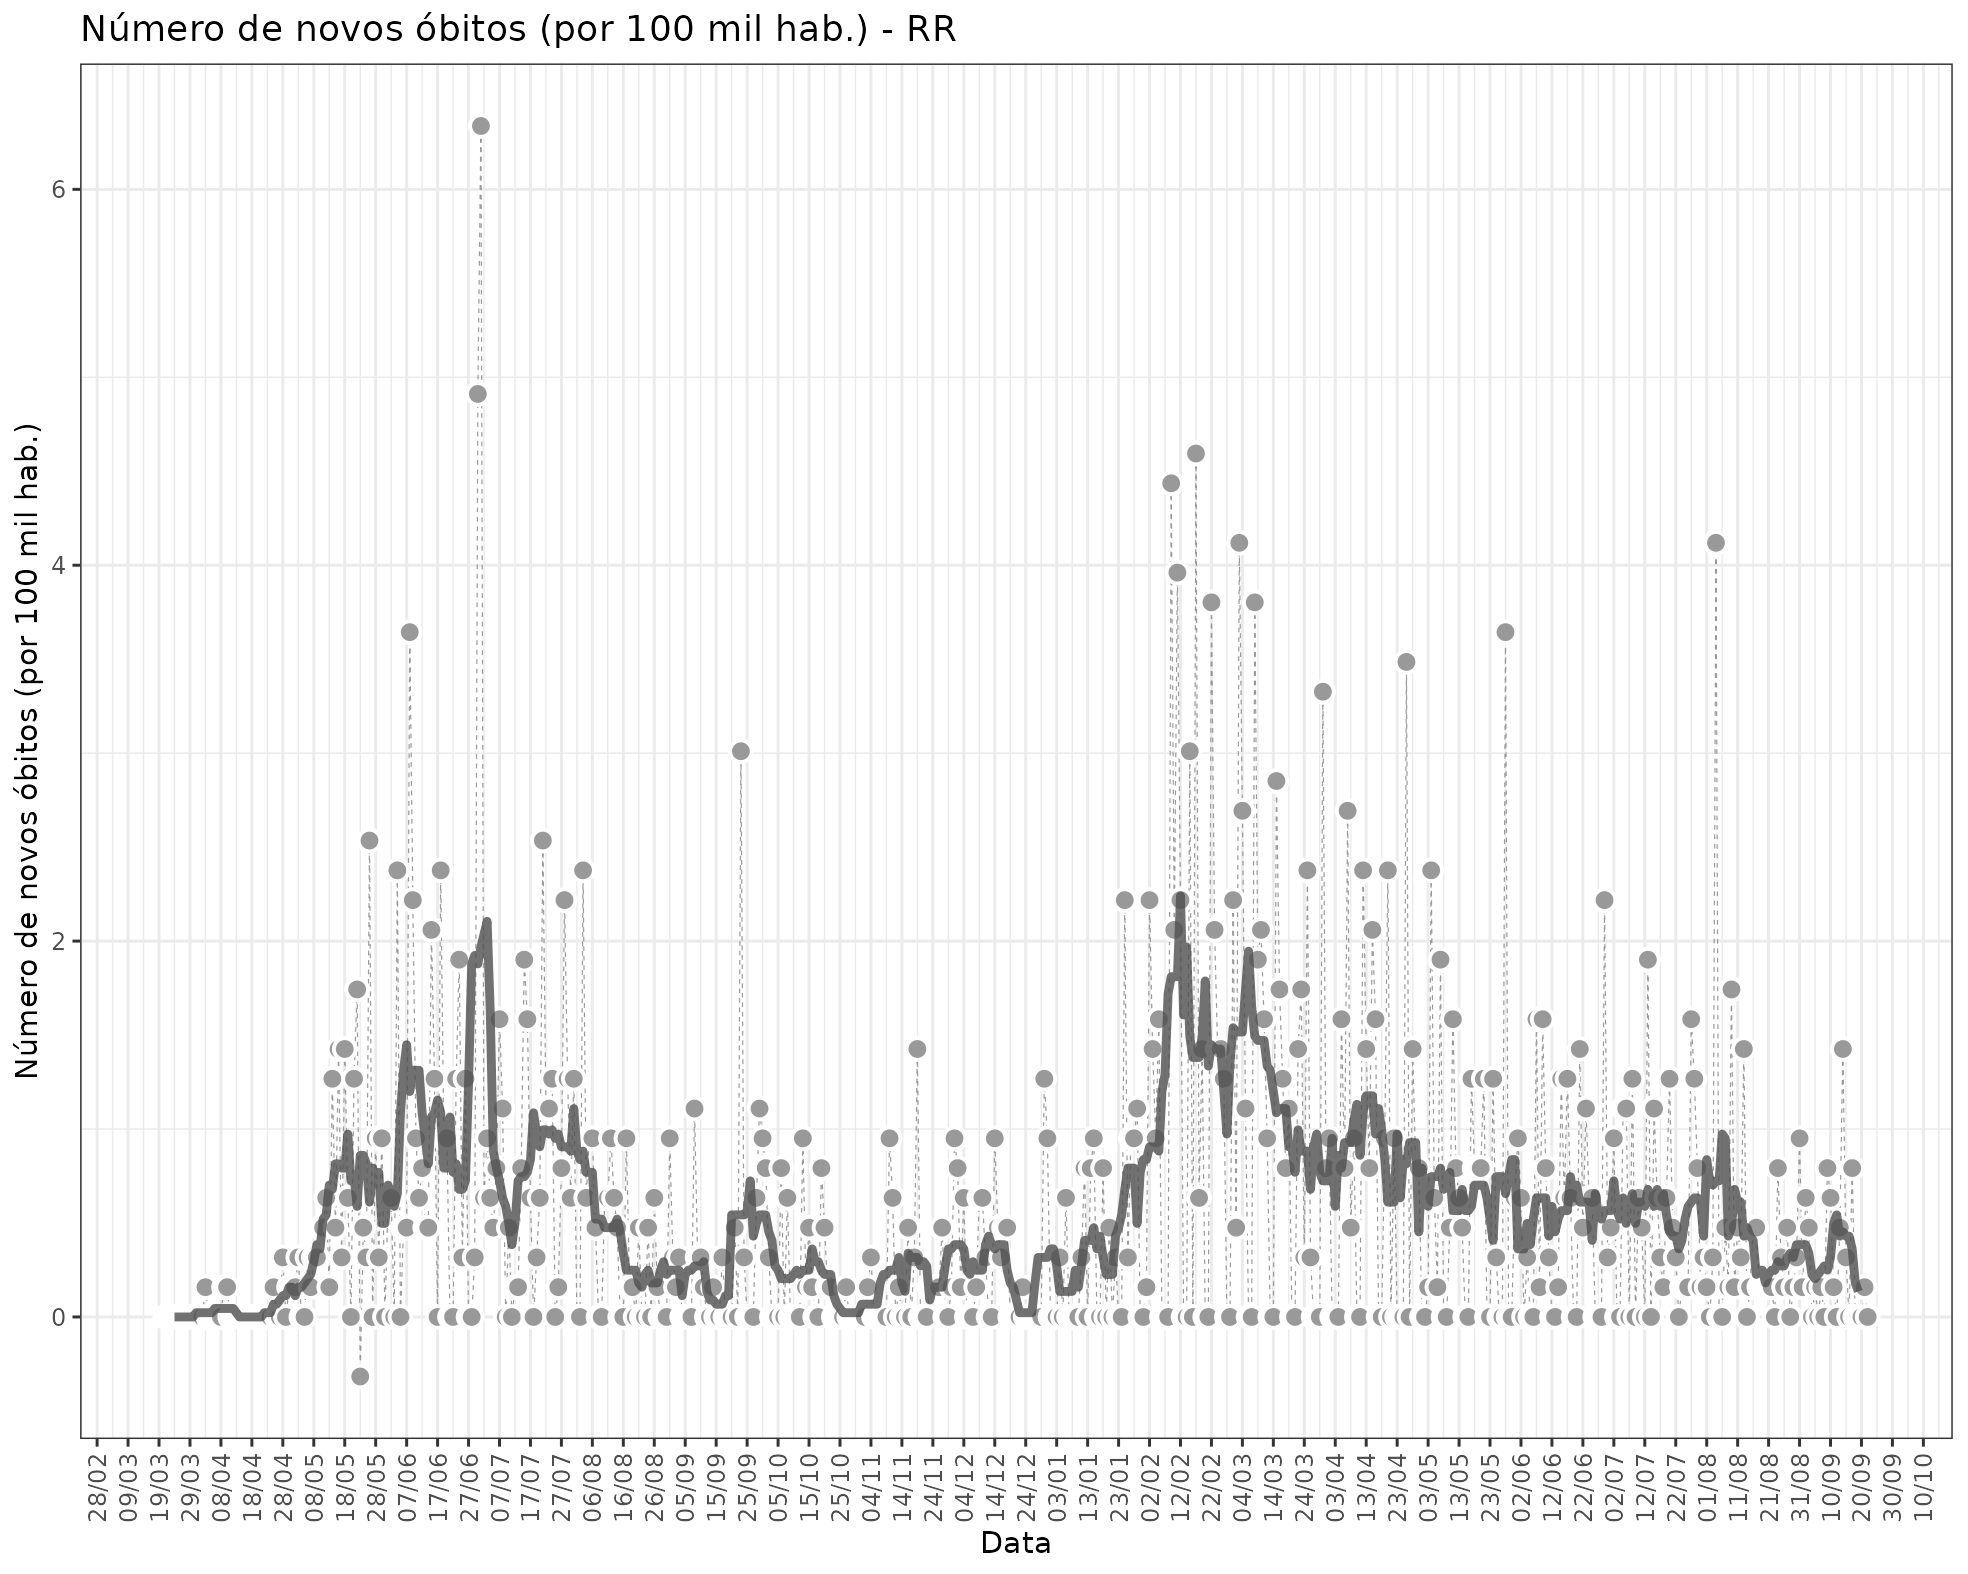 Número de novos óbitos (por 100 mil hab.) - RR
Número de novos óbitos (por 100 mil hab.)
6
4
2
0
28/02 09/03 19/03 29/03 08/04 18/04 28/04 08/05 18/05 28/05 07/06 17/06 27/06 07/07 17/07 27/07 06/08 16/08 26/08 05/09 15/09 25/09 05/10 15/10 25/10 04/11 14/11 24/11 04/12 14/12 24/12 03/01 13/01 23/01 02/02 12/02 22/02 04/03 14/03 24/03 03/04 13/04 23/04 03/05 13/05 23/05 02/06 12/06 22/06 02/07 12/07 22/07 01/08 11/08 21/08 31/08 10/09 20/09 30/09 10/10
Data